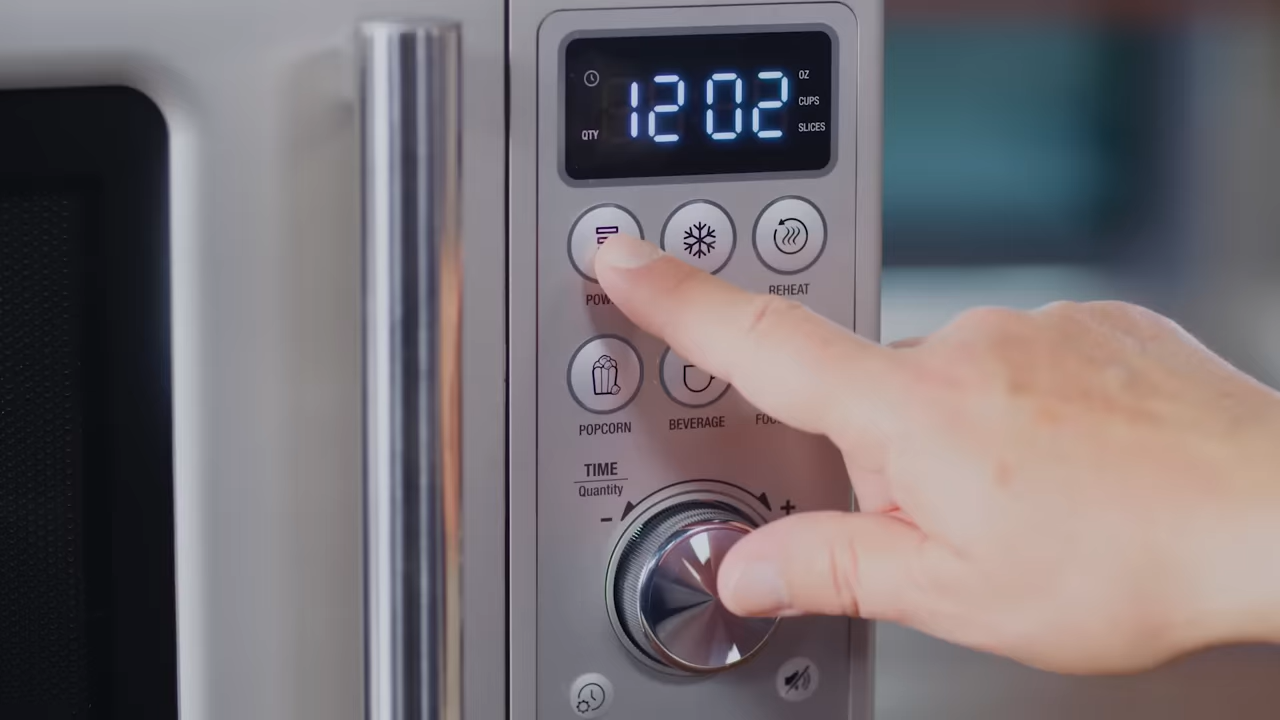 12 02
OZ
CUPS
QTY
SLICES
REHEAT
POPCORN
BEVERAGE
TIME
Quantity
- +